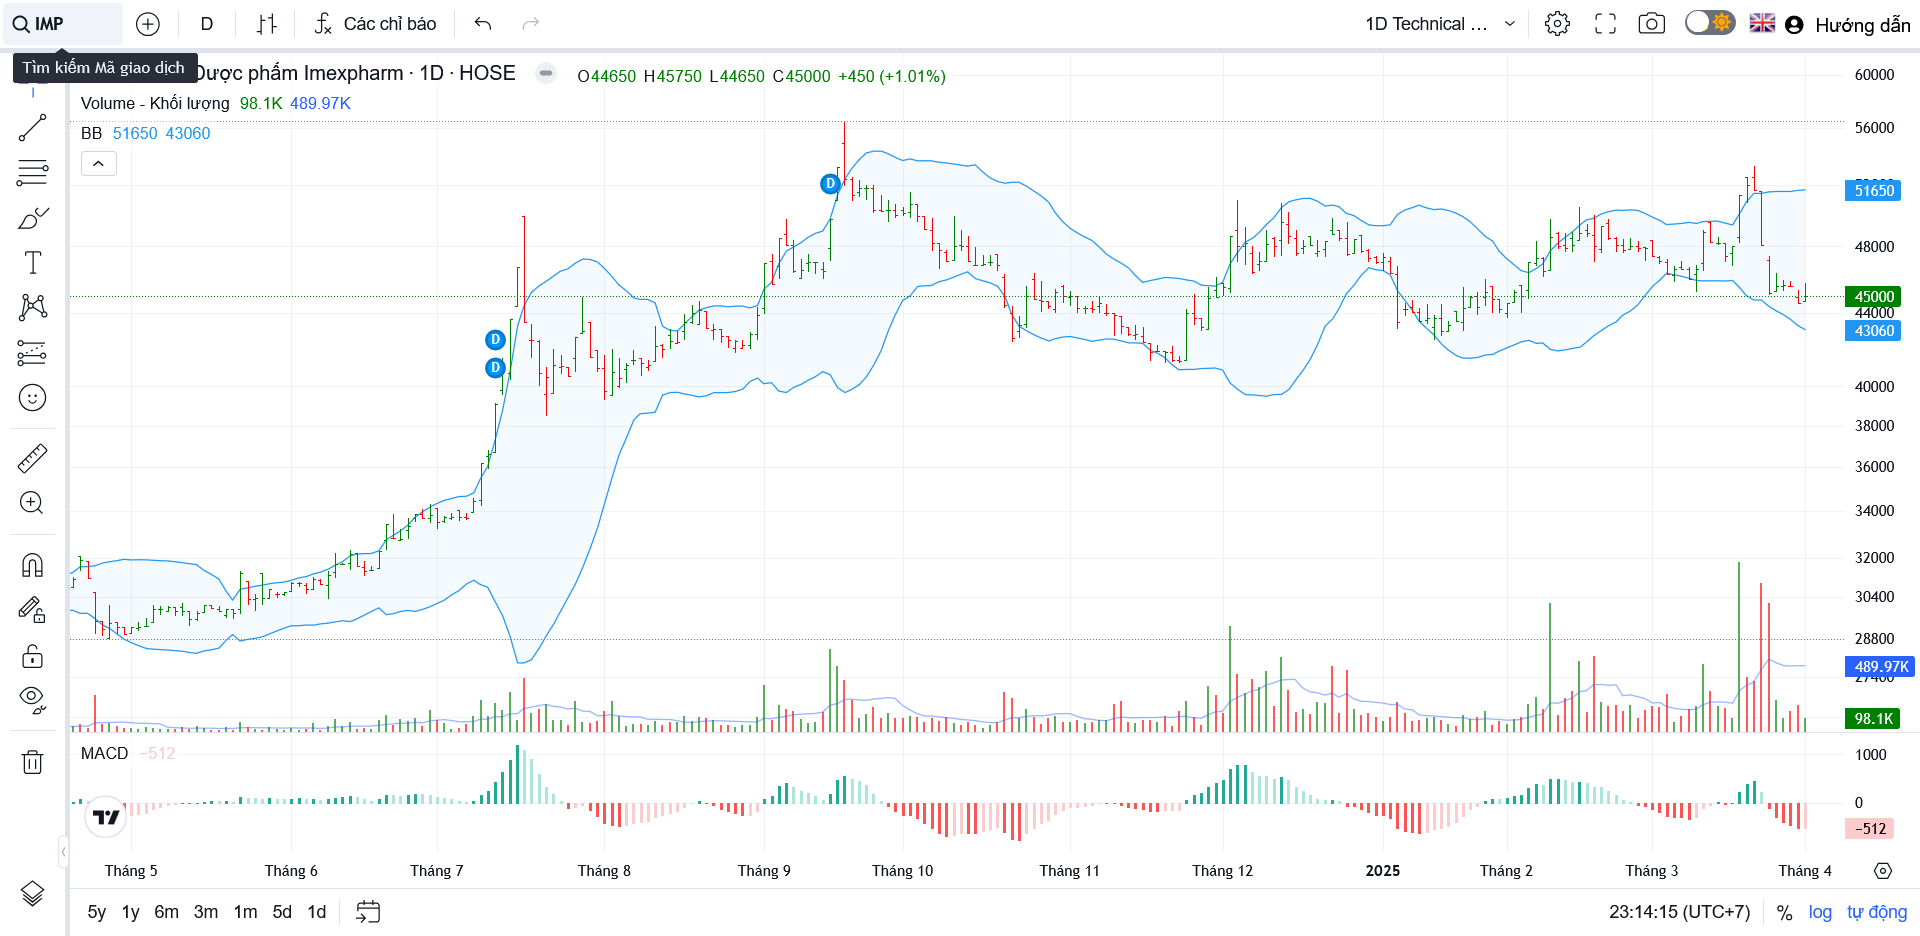 IMP
D
Các chỉ báo
1D Technical ...
Hướng dẫn
Tìm kiếm Mã giao dịch
Dược phẩm Imexpharm · 1D · HOSE
O44650 H45750 L44650 C45000 +450 (+1.01%)
Volume - Khối lượng 98.1K 489.97K
BB 51650 43060
D
D
D
60000
56000
51650
48000
45000
44000
43060
40000
38000
36000
34000
32000
30400
28800
489.97K
27400
98.1K
MACD −512
1000
0
−512
Tháng 5
Tháng 6
Tháng 7
Tháng 8
Tháng 9
Tháng 10
Tháng 11
Tháng 12
2025
Tháng 2
Tháng 3
Tháng 4
5y 1y 6m 3m 1m 5d 1d
23:14:15 (UTC+7)
%
log
tự động